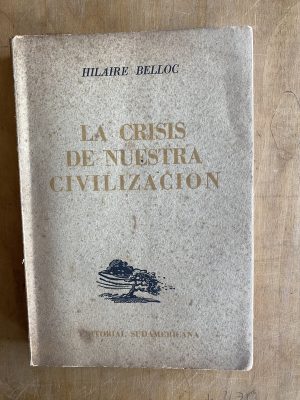 HILAIRE BELLOC
LA CRISIS
DE NUESTRA
CIVILIZACION
EDITORIAL SUDAMERICANA